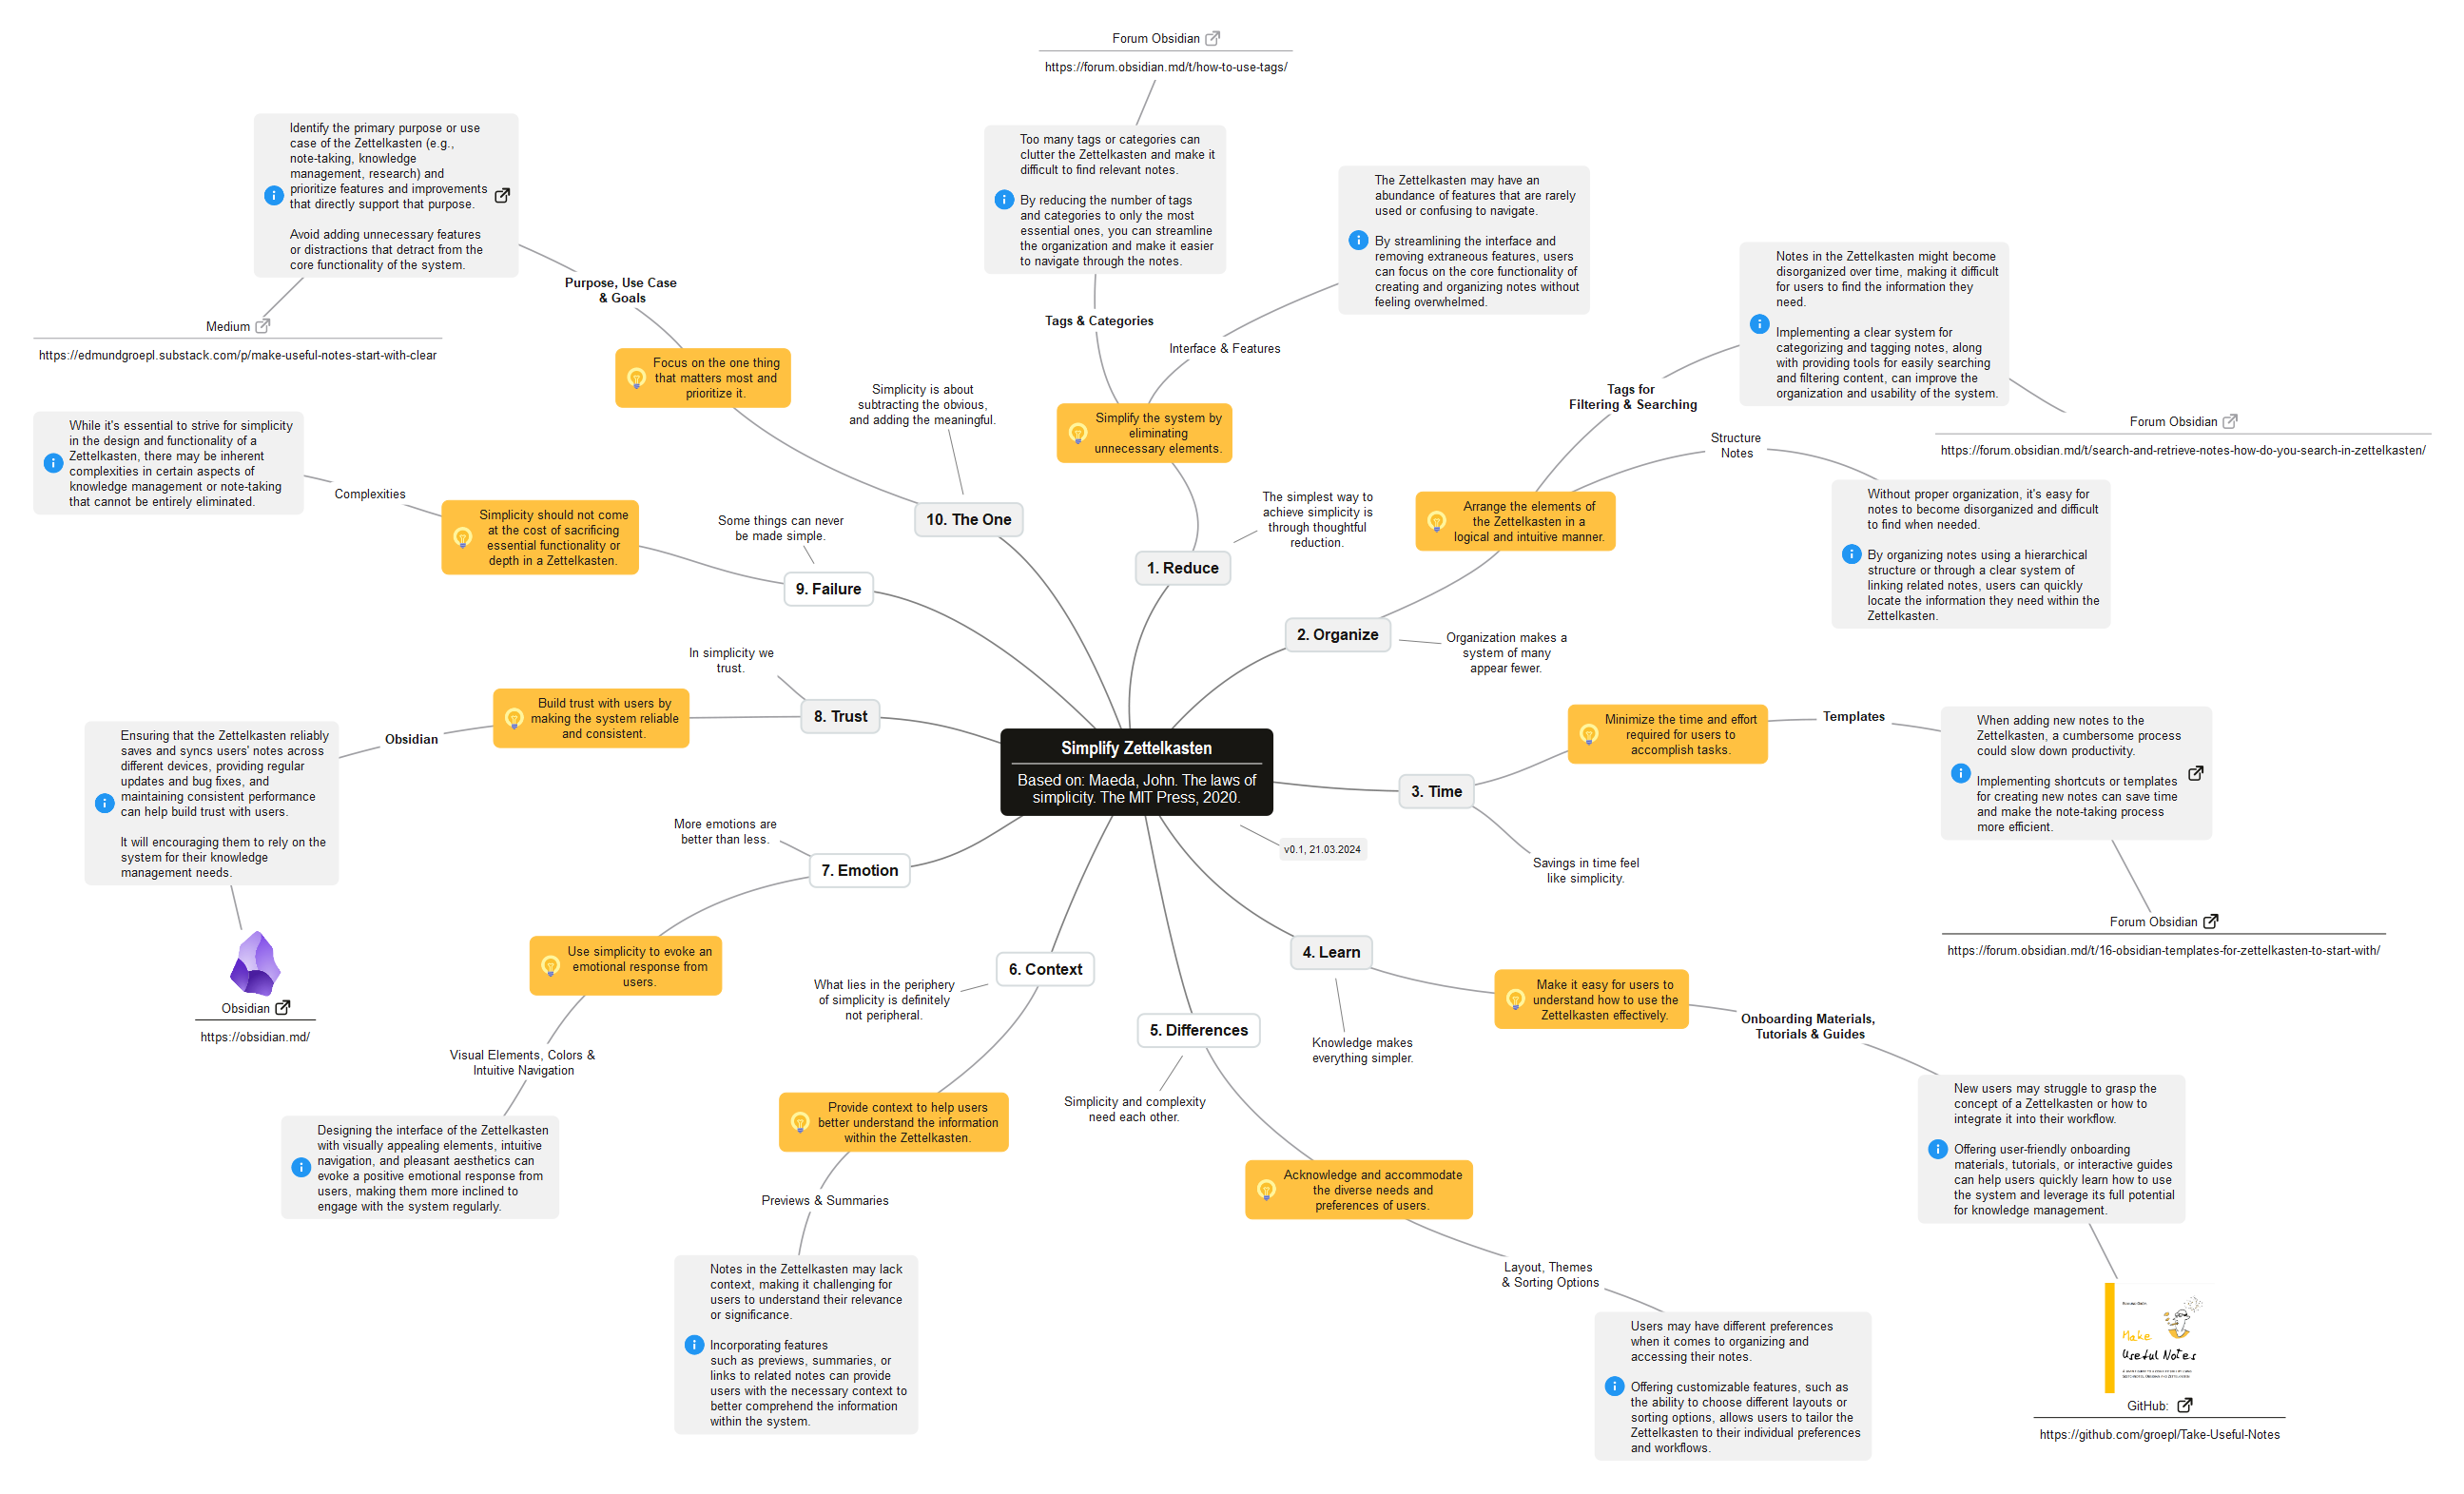 Simplify Zettelkasten
Based on: Maeda, John. The laws of
simplicity. The MIT Press, 2020.
v0.1, 21.03.2024
1. Reduce
The simplest way to
achieve simplicity is
through thoughtful
reduction.
Simplify the system by
eliminating
unnecessary elements.
Tags & Categories
Too many tags or categories can
clutter the Zettelkasten and make it
difficult to find relevant notes.
By reducing the number of tags
and categories to only the most
essential ones, you can streamline
the organization and make it easier
to navigate through the notes.
Forum Obsidian
https://forum.obsidian.md/t/how-to-use-tags/
Interface & Features
The Zettelkasten may have an
abundance of features that are rarely
used or confusing to navigate.
By streamlining the interface and
removing extraneous features, users
can focus on the core functionality of
creating and organizing notes without
feeling overwhelmed.
2. Organize
Organization makes a
system of many
appear fewer.
Arrange the elements of
the Zettelkasten in a
logical and intuitive manner.
Tags for
Filtering & Searching
Notes in the Zettelkasten might become
disorganized over time, making it difficult
for users to find the information they
need.
Implementing a clear system for
categorizing and tagging notes, along
with providing tools for easily searching
and filtering content, can improve the
organization and usability of the system.
Forum Obsidian
https://forum.obsidian.md/t/search-and-retrieve-notes-how-do-you-search-in-zettelkasten/
Structure
Notes
Without proper organization, it's easy for
notes to become disorganized and difficult
to find when needed.
By organizing notes using a hierarchical
structure or through a clear system of
linking related notes, users can quickly
locate the information they need within the
Zettelkasten.
3. Time
Savings in time feel
like simplicity.
Minimize the time and effort
required for users to
accomplish tasks.
Templates
When adding new notes to the
Zettelkasten, a cumbersome process
could slow down productivity.
Implementing shortcuts or templates
for creating new notes can save time
and make the note-taking process
more efficient.
Forum Obsidian
https://forum.obsidian.md/t/16-obsidian-templates-for-zettelkasten-to-start-with/
4. Learn
Knowledge makes
everything simpler.
Make it easy for users to
understand how to use the
Zettelkasten effectively.
Onboarding Materials,
Tutorials & Guides
New users may struggle to grasp the
concept of a Zettelkasten or how to
integrate it into their workflow.
Offering user-friendly onboarding
materials, tutorials, or interactive guides
can help users quickly learn how to use
the system and leverage its full potential
for knowledge management.
Make
Useful Notes
GitHub:
https://github.com/groepl/Take-Useful-Notes
5. Differences
Simplicity and complexity
need each other.
Acknowledge and accommodate
the diverse needs and
preferences of users.
Layout, Themes
& Sorting Options
Users may have different preferences
when it comes to organizing and
accessing their notes.
Offering customizable features, such as
the ability to choose different layouts or
sorting options, allows users to tailor the
Zettelkasten to their individual preferences
and workflows.
6. Context
What lies in the periphery
of simplicity is definitely
not peripheral.
Provide context to help users
better understand the information
within the Zettelkasten.
Previews & Summaries
Notes in the Zettelkasten may lack
context, making it challenging for
users to understand their relevance
or significance.
Incorporating features
such as previews, summaries, or
links to related notes can provide
users with the necessary context to
better comprehend the information
within the system.
7. Emotion
More emotions are
better than less.
Use simplicity to evoke an
emotional response from
users.
Visual Elements, Colors &
Intuitive Navigation
Designing the interface of the Zettelkasten
with visually appealing elements, intuitive
navigation, and pleasant aesthetics can
evoke a positive emotional response from
users, making them more inclined to
engage with the system regularly.
8. Trust
In simplicity we
trust.
Build trust with users by
making the system reliable
and consistent.
Obsidian
Ensuring that the Zettelkasten reliably
saves and syncs users' notes across
different devices, providing regular
updates and bug fixes, and
maintaining consistent performance
can help build trust with users.
It will encouraging them to rely on the
system for their knowledge
management needs.
Obsidian
https://obsidian.md/
9. Failure
Some things can never
be made simple.
Simplicity should not come
at the cost of sacrificing
essential functionality or
depth in a Zettelkasten.
Complexities
While it's essential to strive for simplicity
in the design and functionality of a
Zettelkasten, there may be inherent
complexities in certain aspects of
knowledge management or note-taking
that cannot be entirely eliminated.
10. The One
Simplicity is about
subtracting the obvious,
and adding the meaningful.
Focus on the one thing
that matters most and
prioritize it.
Purpose, Use Case
& Goals
Identify the primary purpose or use
case of the Zettelkasten (e.g.,
note-taking, knowledge
management, research) and
prioritize features and improvements
that directly support that purpose.
Avoid adding unnecessary features
or distractions that detract from the
core functionality of the system.
Medium
https://edmundgroepl.substack.com/p/make-useful-notes-start-with-clear